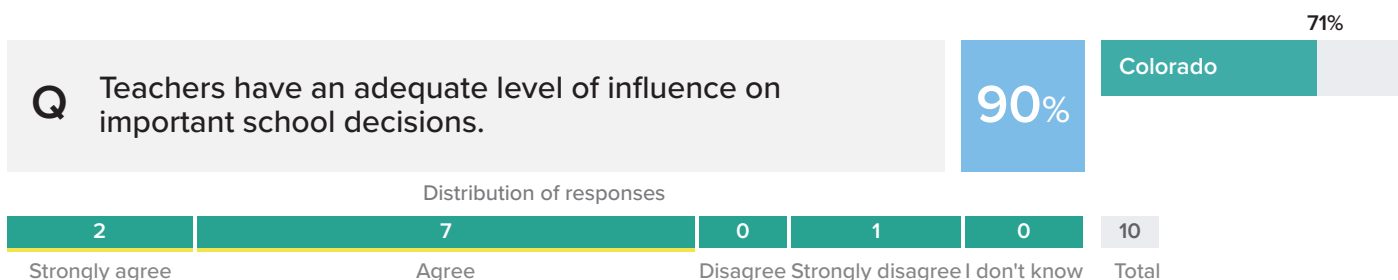 71%
Q Teachers have an adequate level of influence on
important school decisions.
90%
Colorado
Distribution of responses
2 7 0 1 0 10
Strongly agree Agree Disagree Strongly disagree I don't know Total